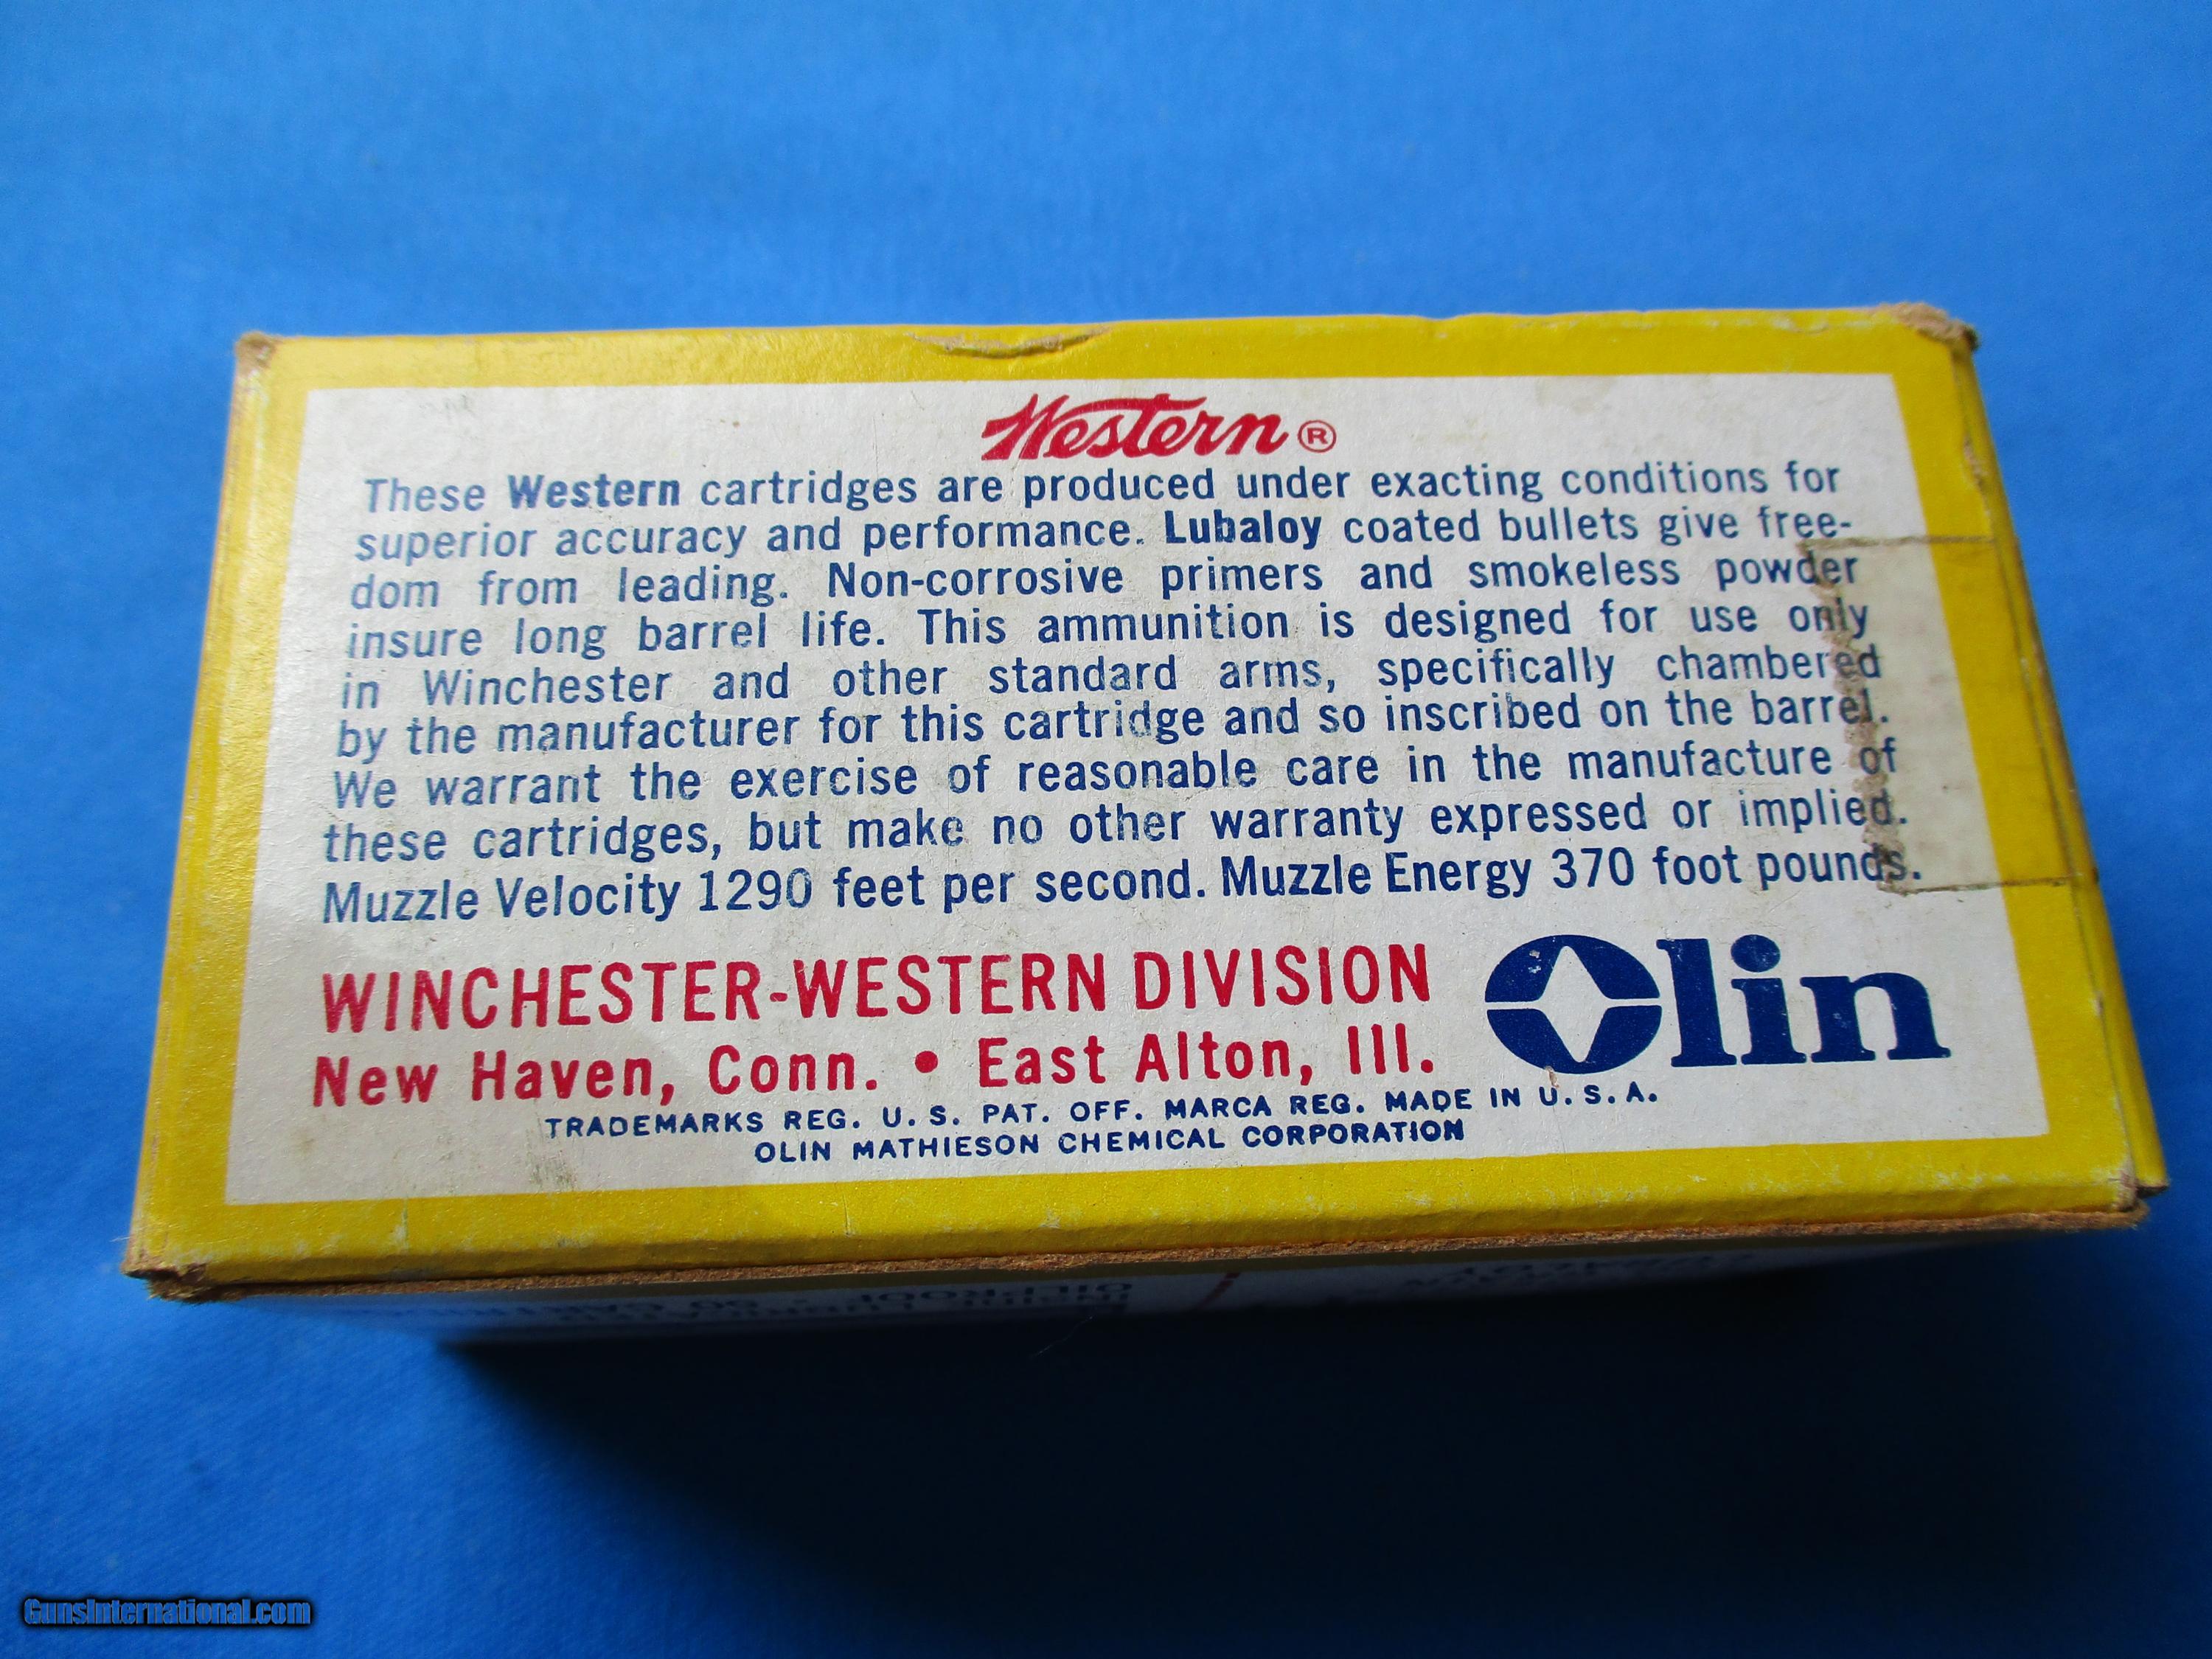 Western®
These Western cartridges are produced under exacting conditions for
superior accuracy and performance. Lubaloy coated bullets give free-
dom from leading. Non-corrosive primers and smokeless powder
insure long barrel life. This ammunition is designed for use only
in Winchester and other standard arms, specifically chambered
by the manufacturer for this cartridge and so inscribed on the barrel.
We warrant the exercise of reasonable care in the manufacture of
these cartridges, but make no other warranty expressed or implied.
Muzzle Velocity 1290 feet per second. Muzzle Energy 370 foot pounds.
WINCHESTER-WESTERN DIVISION
New Haven, Conn. • East Alton, Ill.
Olin
TRADEMARKS REG. U. S. PAT. OFF. MARCA REG. MADE IN U. S. A.
OLIN MATHIESON CHEMICAL CORPORATION
OILPROOF
GunsInternational.com